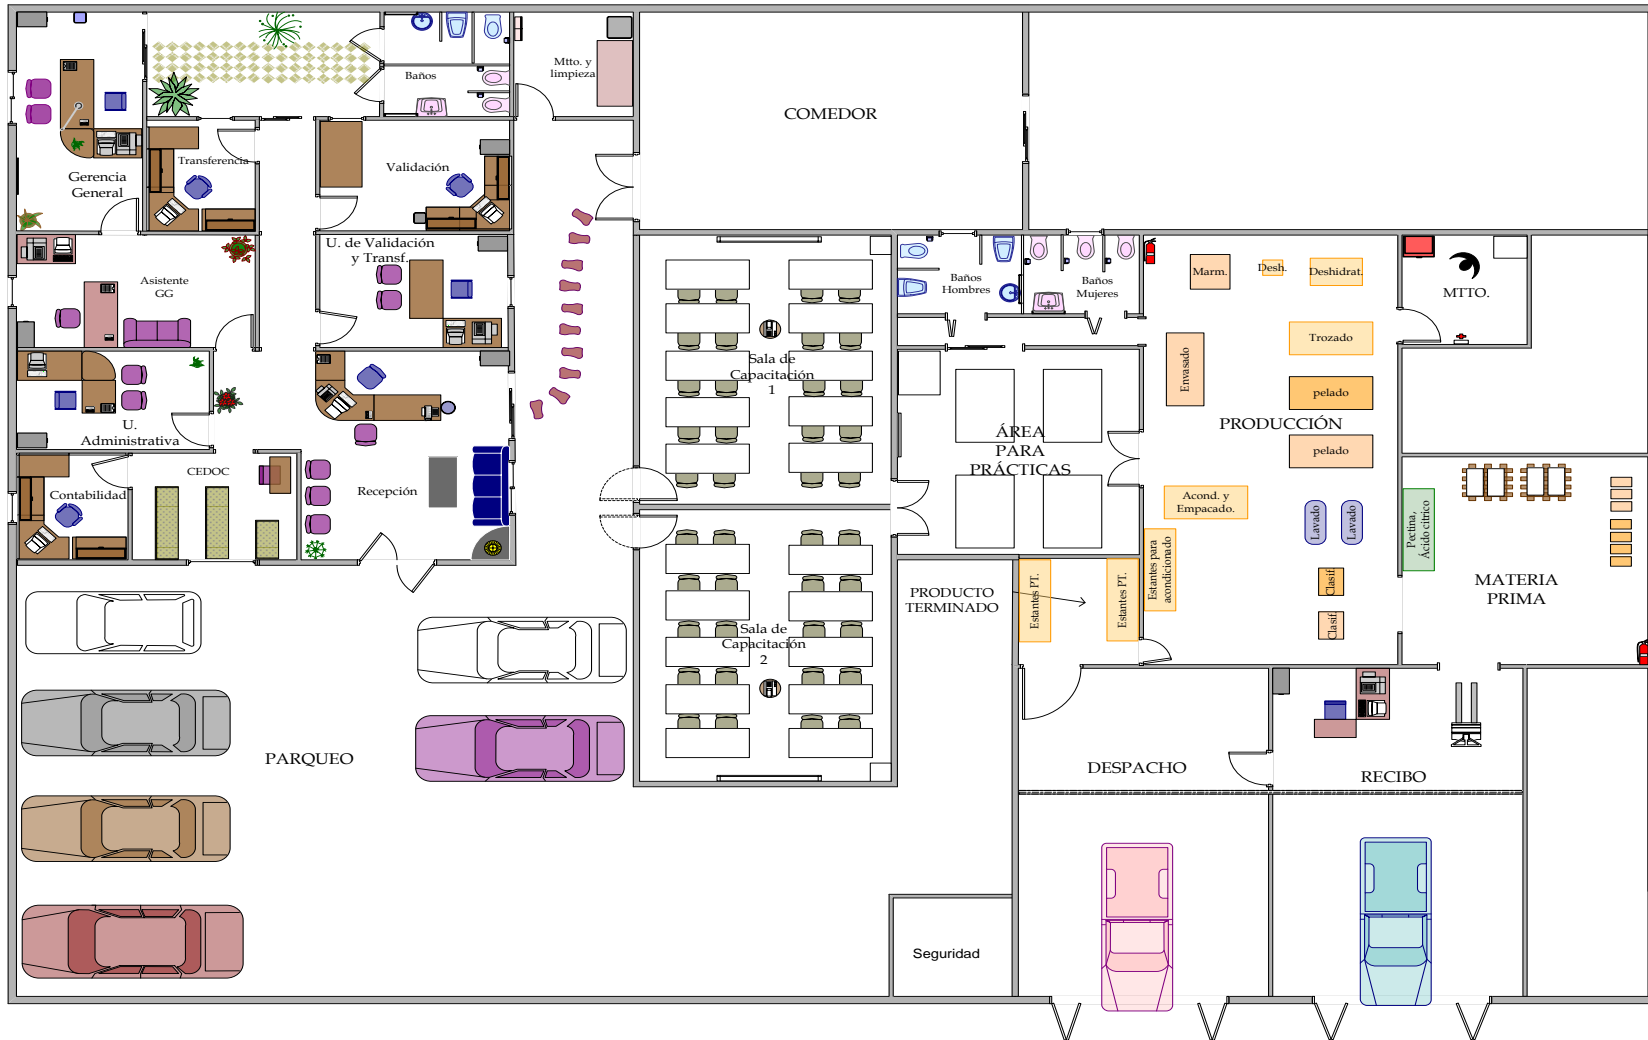 Baños
Mtto. y
limpieza
COMEDOR
Transferencia
Validación
Gerencia
General
U. de Validación
y Transf.
Asistente
GG
U.
Administrativa
CEDOC
Contabilidad
Recepción
Sala de
Capacitación
1
Sala de
Capacitación
2
Baños
Hombres
Baños
Mujeres
ÁREA
PARA
PRÁCTICAS
Marm.
Desh.
Deshidrat.
MTTO.
Envasado
Trozado
pelado
PRODUCCIÓN
pelado
Acond. y
Empacado.
Lavado
Lavado
Pectina,
Ácido cítrico
Estantes para
acondicionado
Clasif.
Clasif.
MATERIA
PRIMA
PRODUCTO
TERMINADO
Estantes PT.
Estantes PT.
PARQUEO
DESPACHO
RECIBO
Seguridad